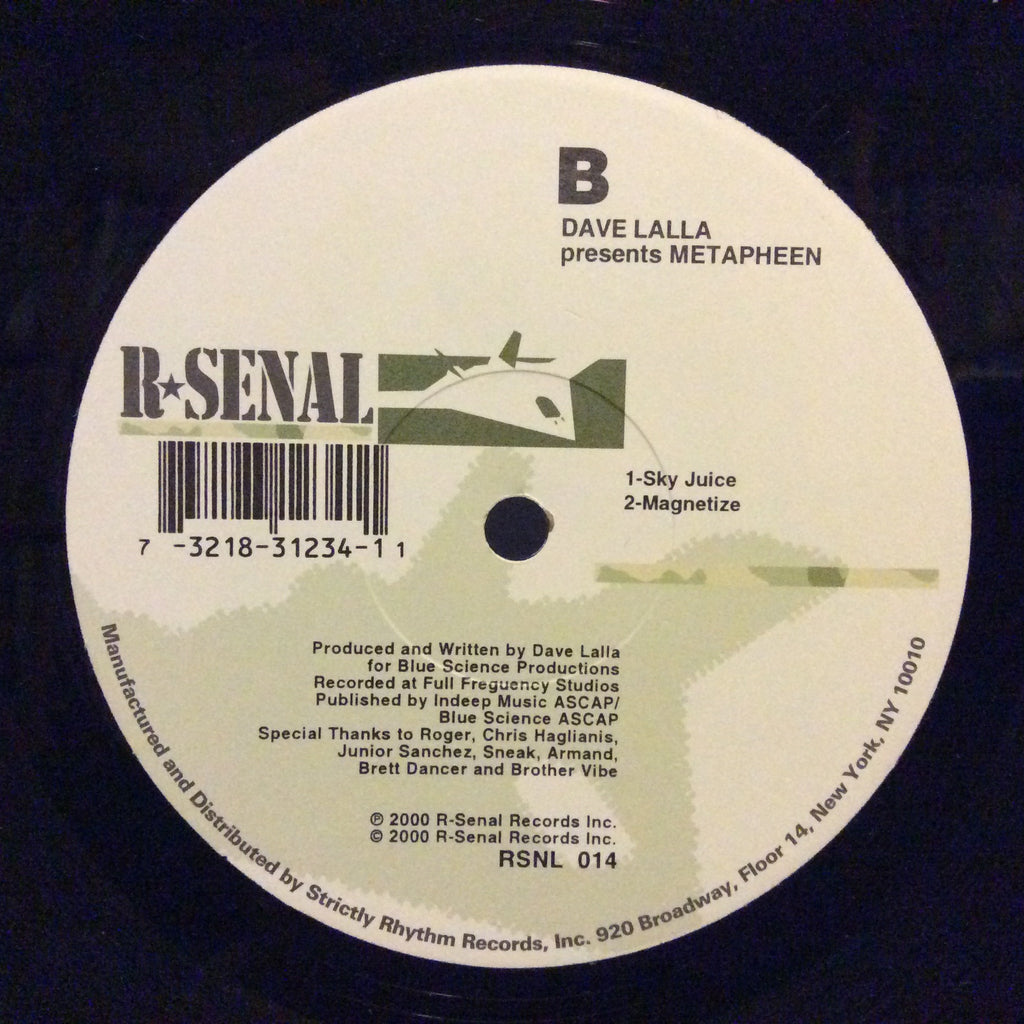 B
DAVE LALLA
presents METAPHEEN
R★SENAL
7 -3218-31234-1 1
1-Sky Juice
2-Magnetize
Produced and Written by Dave Lalla
for Blue Science Productions
Recorded at Full Freguency Studios
Published by Indeep Music ASCAP/
Blue Science ASCAP
Special Thanks to Roger, Chris Haglianis,
Junior Sanchez, Sneak, Armand,
Brett Dancer and Brother Vibe
℗ 2000 R-Senal Records Inc.
© 2000 R-Senal Records Inc.
RSNL 014
Manufactured and Distributed by Strictly Rhythm Records, Inc. 920 Broadway, Floor 14, New York, NY 10010